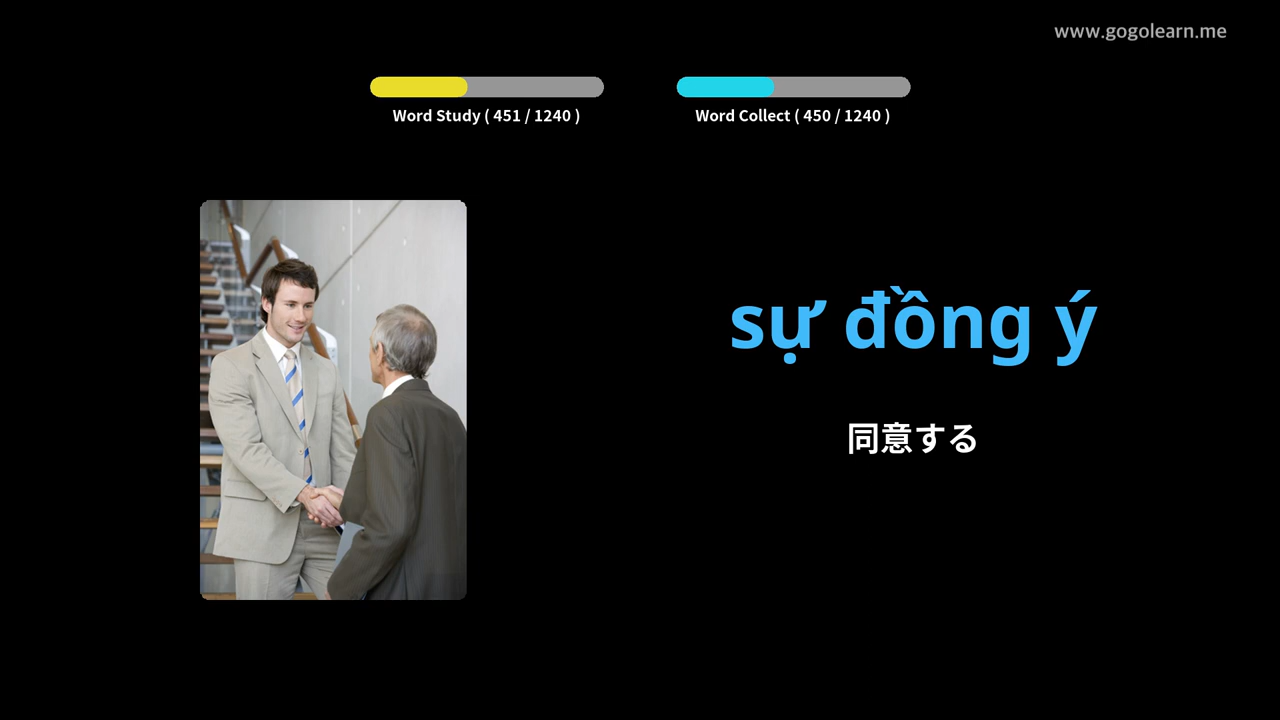 www.gogolearn.me
Word Study ( 451 / 1240 )
Word Collect ( 450 / 1240 )
sự đồng ý
同意する